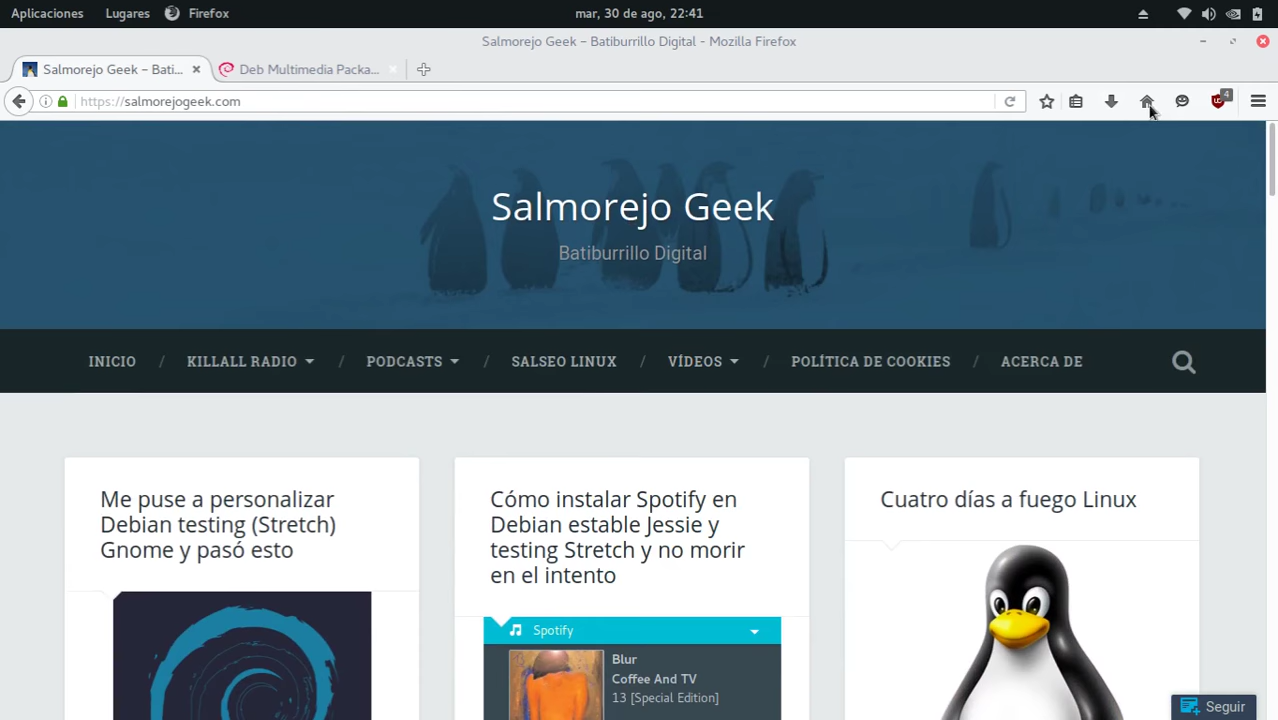 Aplicaciones Lugares Firefox mar, 30 de ago, 22:41
Salmorejo Geek – Batiburrillo Digital - Mozilla Firefox
Salmorejo Geek – Bati... Deb Multimedia Packa...
https://salmorejogeek.com 4
Salmorejo Geek
Batiburrillo Digital
INICIO / KILLALL RADIO / PODCASTS / SALSEO LINUX / VÍDEOS / POLÍTICA DE COOKIES / ACERCA DE
Me puse a personalizar
Debian testing (Stretch)
Gnome y pasó esto
Cómo instalar Spotify en
Debian estable Jessie y
testing Stretch y no morir
en el intento
Spotify
Blur
Coffee And TV
13 [Special Edition]
Cuatro días a fuego Linux
Seguir